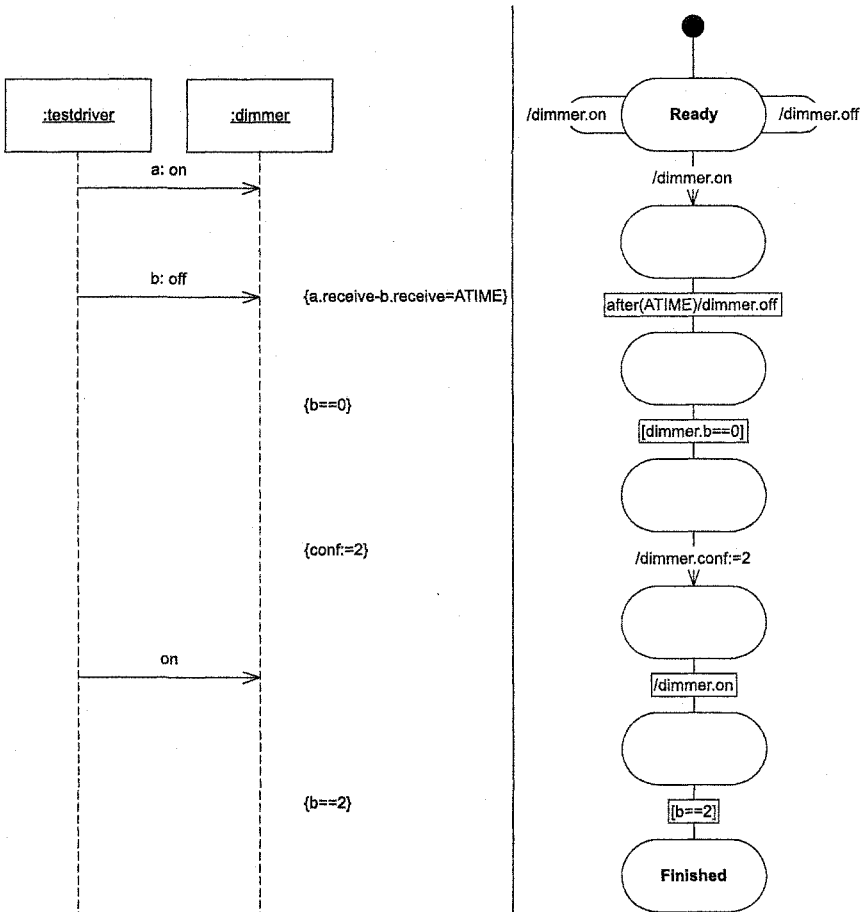 :testdriver
:dimmer
a: on
b: off
{a.receive-b.receive=ATIME}
{b==0}
{conf:=2}
on
{b==2}
/dimmer.on
Ready
/dimmer.off
/dimmer.on
after(ATIME)/dimmer.off
[dimmer.b==0]
/dimmer.conf:=2
/dimmer.on
[b==2]
Finished